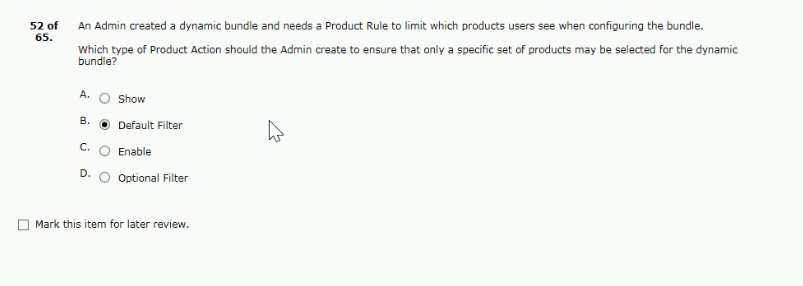 52 of 65.
An Admin created a dynamic bundle and needs a Product Rule to limit which products users see when configuring the bundle.
Which type of Product Action should the Admin create to ensure that only a specific set of products may be selected for the dynamic
bundle?
A. Show
B. Default Filter
C. Enable
D. Optional Filter
Mark this item for later review.